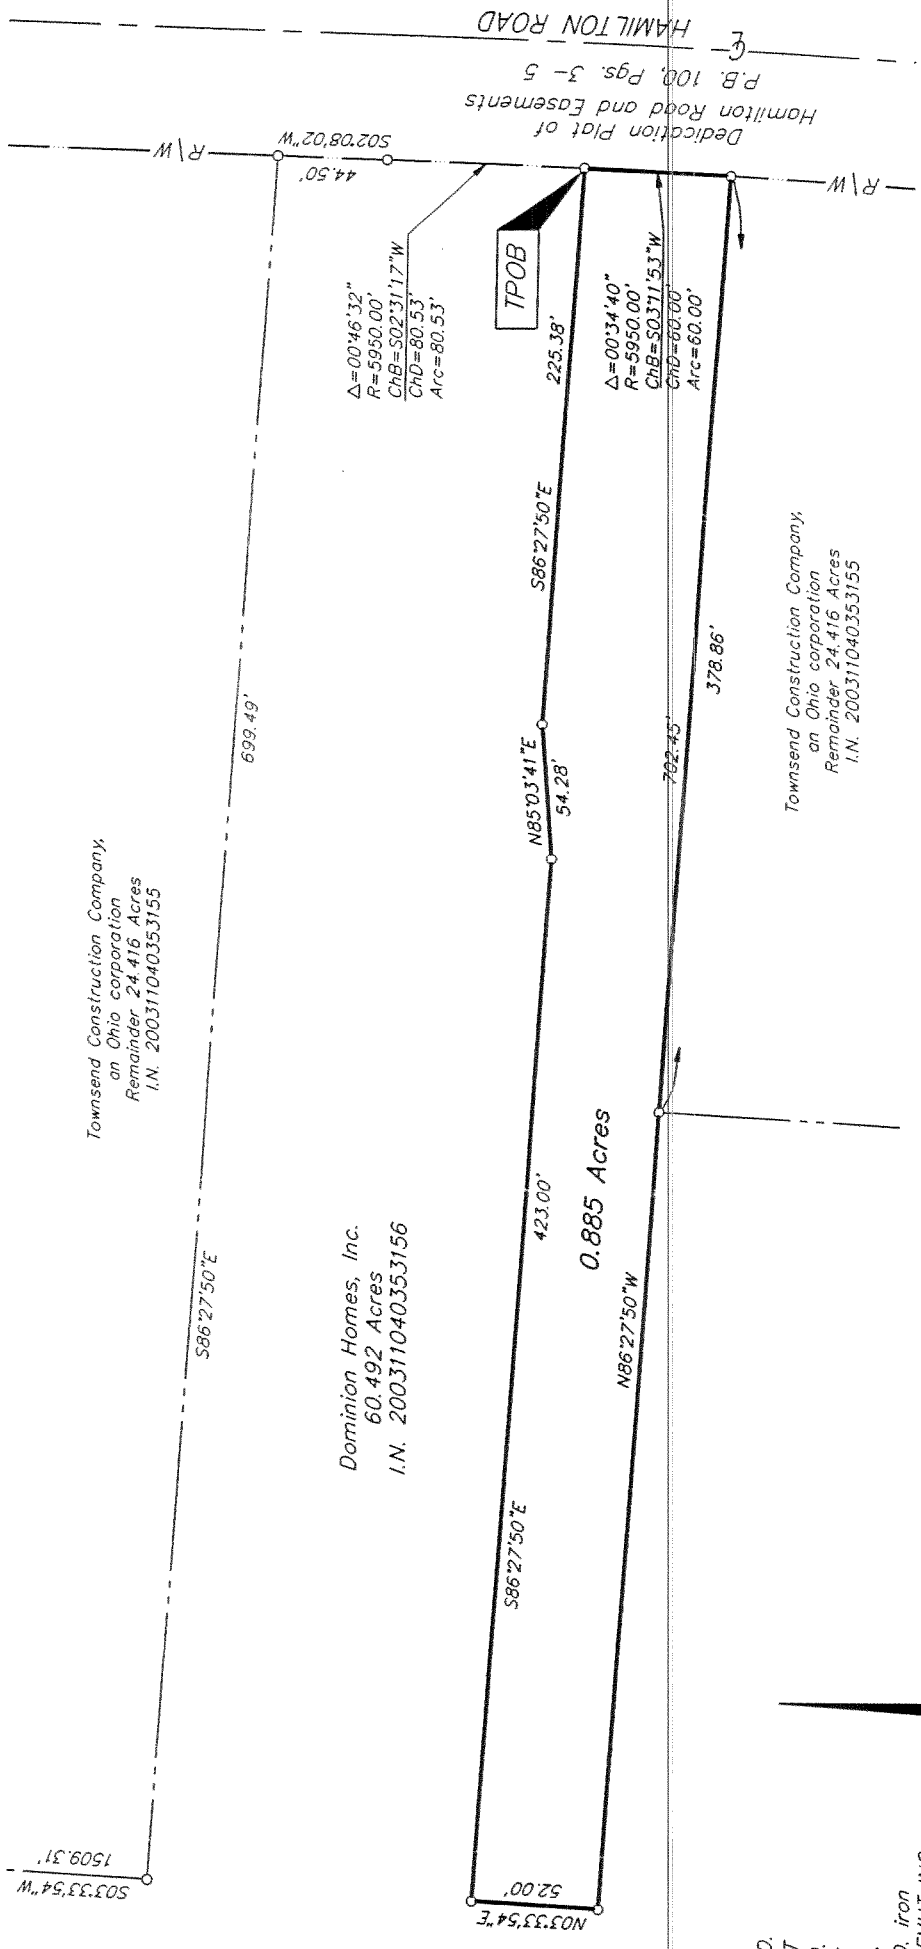 HAMILTON ROAD
℄
Dedication Plat of
Hamilton Road and Easements
P.B. 100, Pgs. 3-5
R\W
44.50'
S02°08'02"W
R\W
Δ=00°46'32"
R=5950.00'
ChB=S02°31'17"W
ChD=80.53'
Arc=80.53'
TPOB
Δ=00°34'40"
R=5950.00'
ChB=S03°11'53"W
ChD=60.00'
Arc=60.00'
225.38'
S86°27'50"E
N85°03'41"E
54.28'
699.49'
S86°27'50"E
378.86'
702.45'
Townsend Construction Company,
an Ohio corporation
Remainder 24.416 Acres
I.N. 200311040353155
Townsend Construction Company,
an Ohio corporation
Remainder 24.416 Acres
I.N. 200311040353155
Dominion Homes, Inc.
60.492 Acres
I.N. 200311040353156
423.00'
S86°27'50"E
0.885 Acres
N86°27'50"W
1509.31'
S03°33'54"W
52.00'
N03°33'54"E
iron